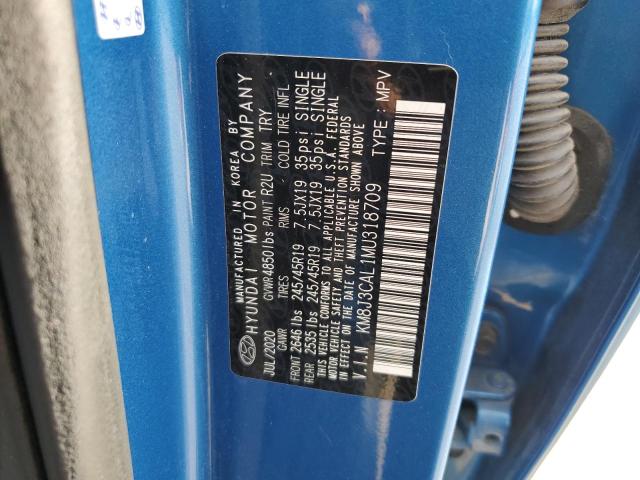 MANUFACTURED IN KOREA BY
HYUNDAI MOTOR COMPANY
JUL/2020 GVWR 4850 lbs PAINT R2U TRIM TRY
GAWR TIRES RIMS COLD TIRE INFL
FRONT 2646 lbs 245/45R19 7.5JX19 35psi SINGLE
REAR 2535 lbs 245/45R19 7.5JX19 35psi SINGLE
THIS VEHICLE CONFORMS TO ALL APPLICABLE U.S.A. FEDERAL
MOTOR VEHICLE SAFETY AND THEFT PREVENTION STANDARDS
IN EFFECT ON THE DATE OF MANUFACTURE SHOWN ABOVE
V.I.N KM8J3CAL1MU318709 TYPE : MPV